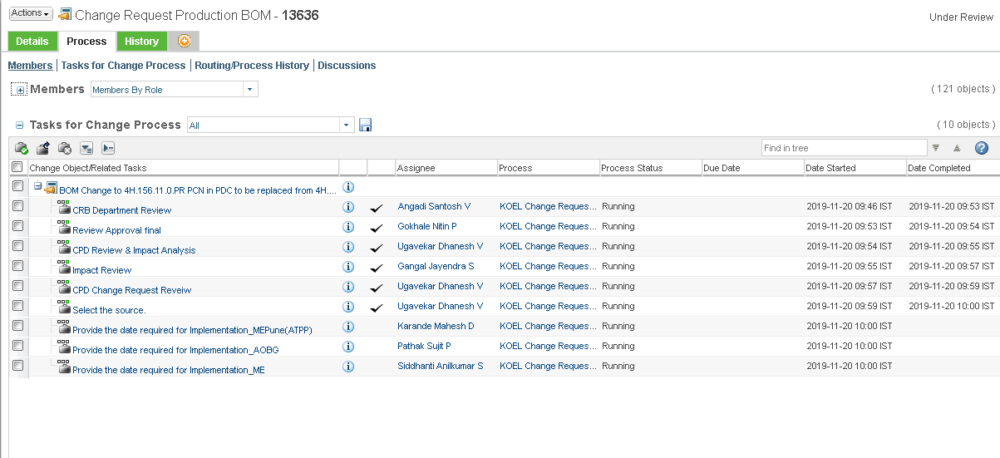 Actions
Change Request Production BOM - 13636
Under Review
Details Process History
Members Tasks for Change Process Routing/Process History Discussions
Members Members By Role ( 121 objects )
Tasks for Change Process All ( 10 objects )
Find in tree
Change Object/Related Tasks Assignee Process Process Status Due Date Date Started Date Completed
BOM Change to 4H.156.11.0.PR PCN in PDC to be replaced from 4H....
CRB Department Review Angadi Santosh V KOEL Change Reques... Running 2019-11-20 09:46 IST 2019-11-20 09:53 IST
Review Approval final Gokhale Nitin P KOEL Change Reques... Running 2019-11-20 09:53 IST 2019-11-20 09:54 IST
CPD Review & Impact Analysis Ugavekar Dhanesh V KOEL Change Reques... Running 2019-11-20 09:54 IST 2019-11-20 09:55 IST
Impact Review Gangal Jayendra S KOEL Change Reques... Running 2019-11-20 09:55 IST 2019-11-20 09:57 IST
CPD Change Request Reveiw Ugavekar Dhanesh V KOEL Change Reques... Running 2019-11-20 09:57 IST 2019-11-20 09:59 IST
Select the source. Ugavekar Dhanesh V KOEL Change Reques... Running 2019-11-20 09:59 IST 2019-11-20 10:00 IST
Provide the date required for Implementation_MEPune(ATPP) Karande Mahesh D KOEL Change Reques... Running 2019-11-20 10:00 IST
Provide the date required for Implementation_AOBG Pathak Sujit P KOEL Change Reques... Running 2019-11-20 10:00 IST
Provide the date required for Implementation_ME Siddhanti Anilkumar S KOEL Change Reques... Running 2019-11-20 10:00 IST